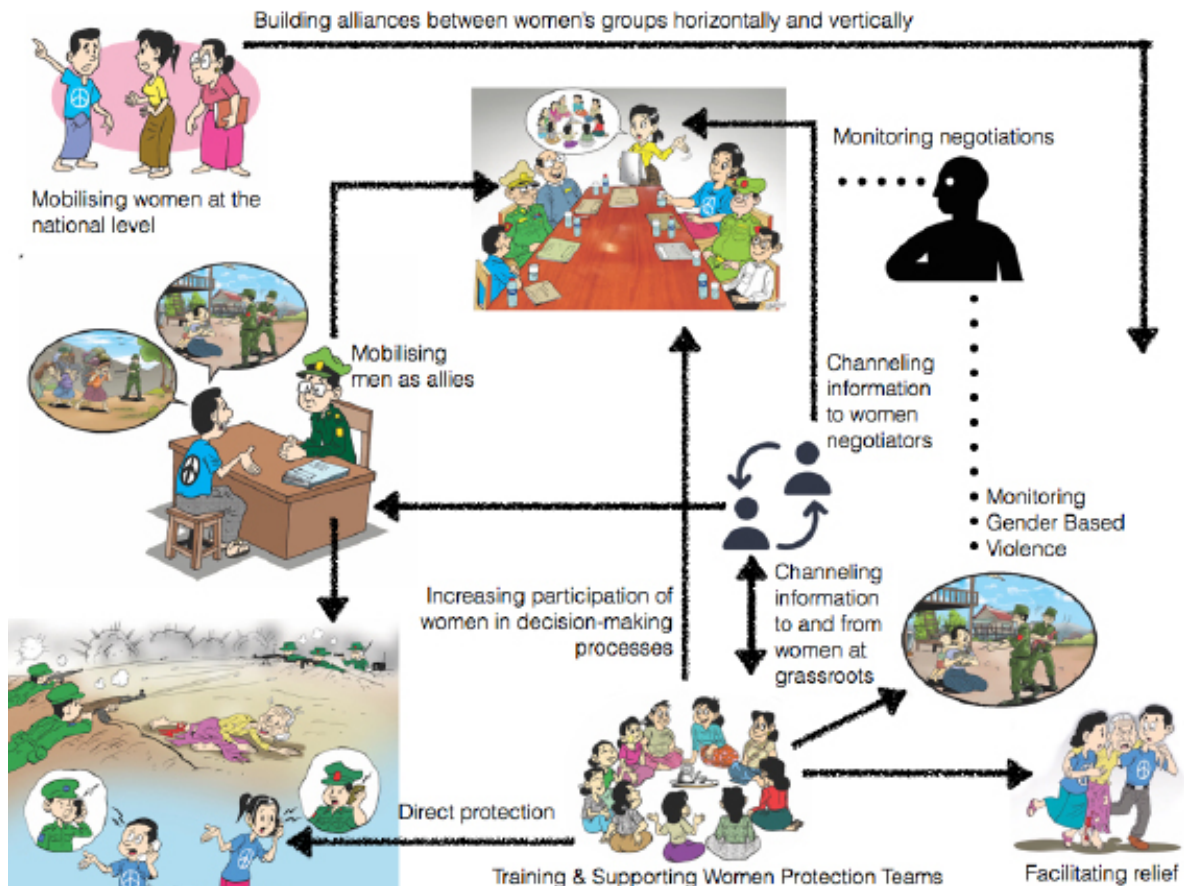 Building alliances between women's groups horizontally and vertically
Mobilising women at the
national level
Monitoring negotiations
Mobilising
men as allies
Channeling
information
to women
negotiators
Monitoring
Gender Based
Violence
Increasing participation of
women in decision-making
processes
Channeling
information
to and from
women at
grassroots
Direct protection
Training & Supporting Women Protection Teams
Facilitating relief